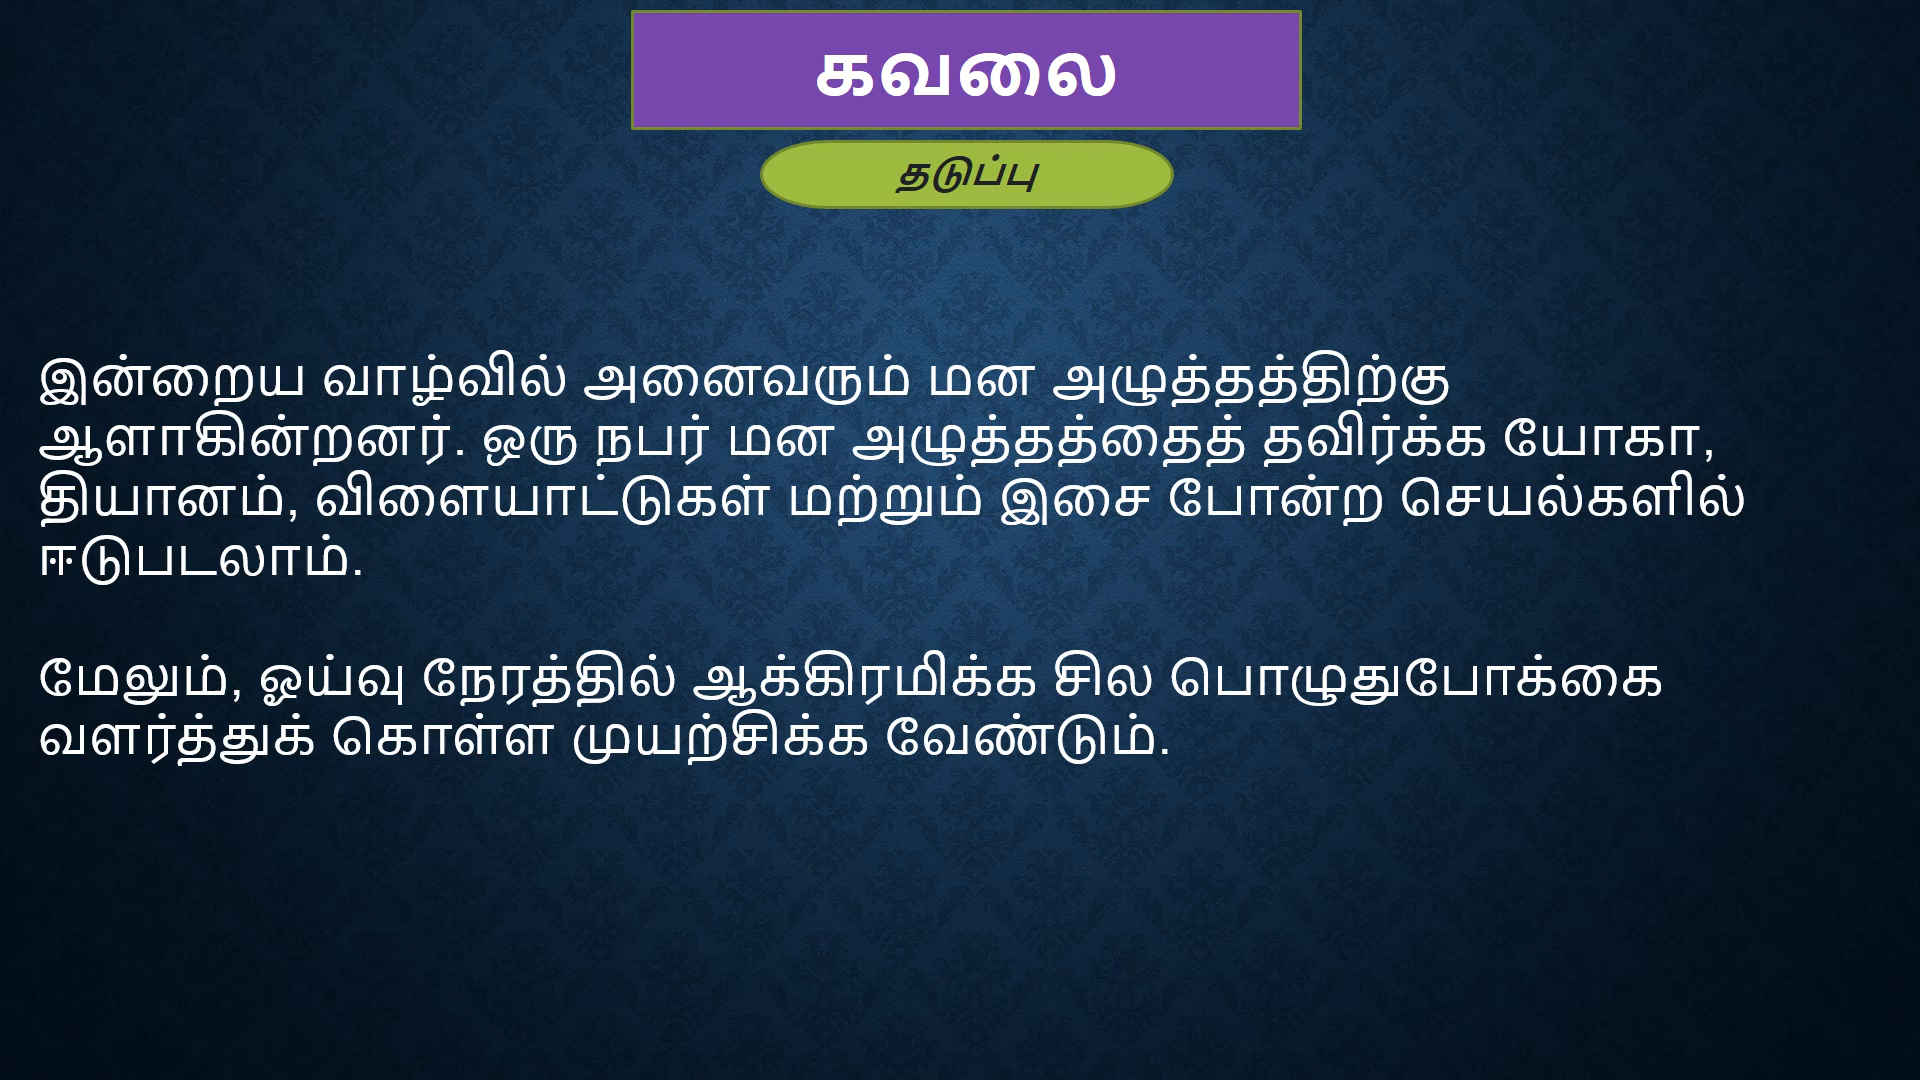 கவலை
தடுப்பு
இன்றைய வாழ்வில் அனைவரும் மன அழுத்தத்திற்கு
ஆளாகின்றனர். ஒரு நபர் மன அழுத்தத்தைத் தவிர்க்க யோகா,
தியானம், விளையாட்டுகள் மற்றும் இசை போன்ற செயல்களில்
ஈடுபடலாம்.
மேலும், ஓய்வு நேரத்தில் ஆக்கிரமிக்க சில பொழுதுபோக்கை
வளர்த்துக் கொள்ள முயற்சிக்க வேண்டும்.